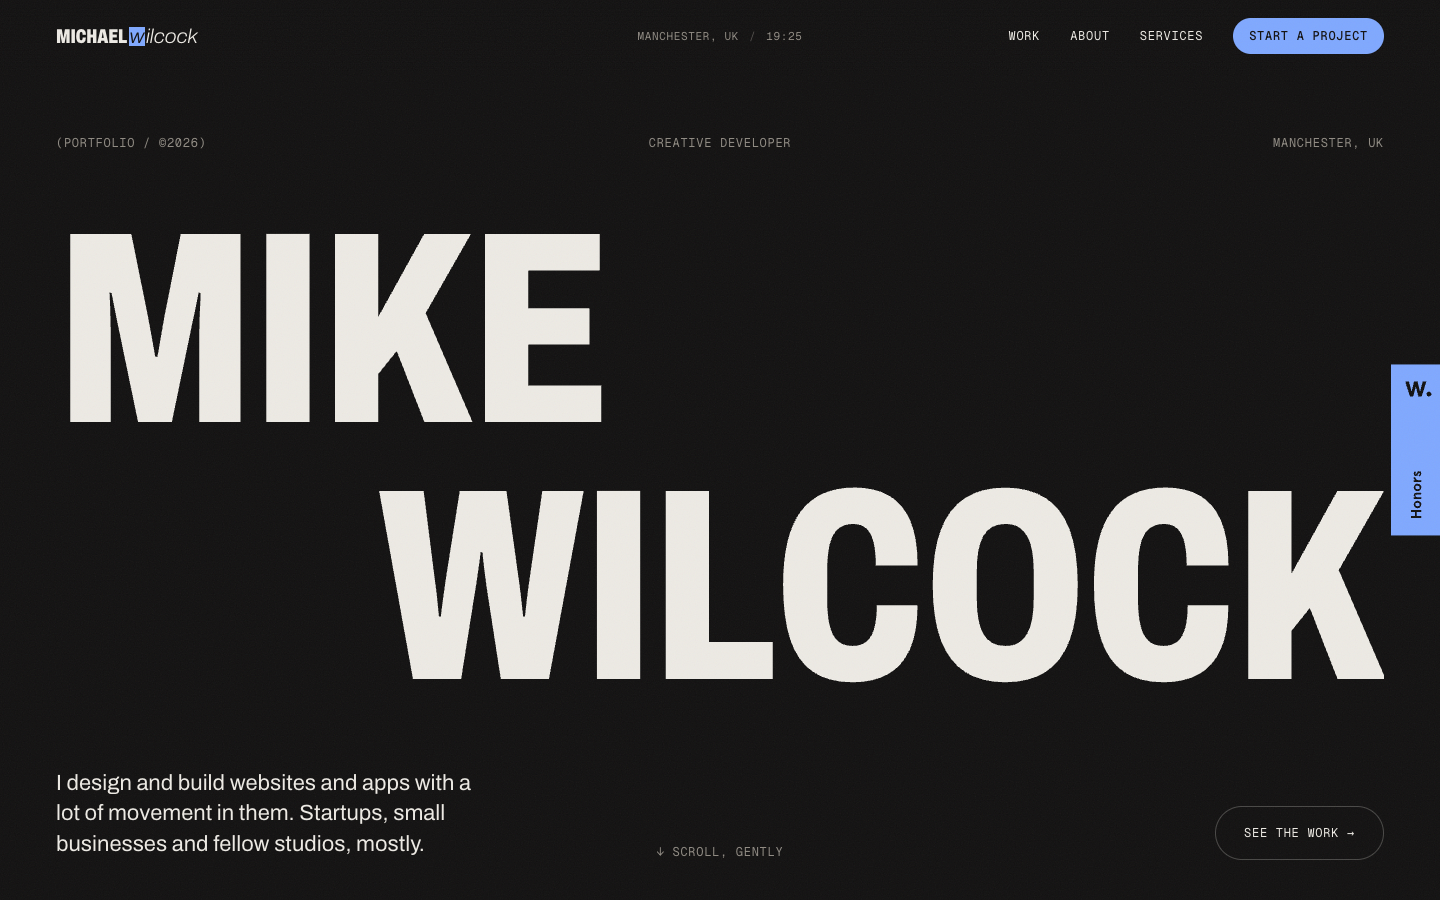 MICHAELwilcock
MANCHESTER, UK / 19:25
WORK ABOUT SERVICES START A PROJECT
(PORTFOLIO / ©2026)
CREATIVE DEVELOPER
MANCHESTER, UK
MIKE
WILCOCK
W.
Honors
I design and build websites and apps with a
lot of movement in them. Startups, small
businesses and fellow studios, mostly.
↓ SCROLL, GENTLY
SEE THE WORK →